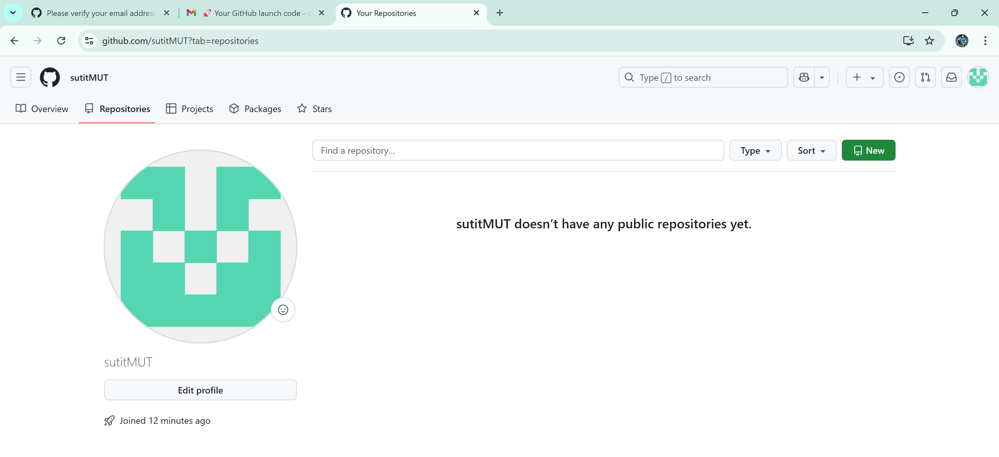 Please verify your email address
Your GitHub launch code - s
Your Repositories
github.com/sutitMUT?tab=repositories
sutitMUT
Type / to search
Overview
Repositories
Projects
Packages
Stars
Find a repository...
Type
Sort
New
sutitMUT doesn’t have any public repositories yet.
sutitMUT
Edit profile
Joined 12 minutes ago